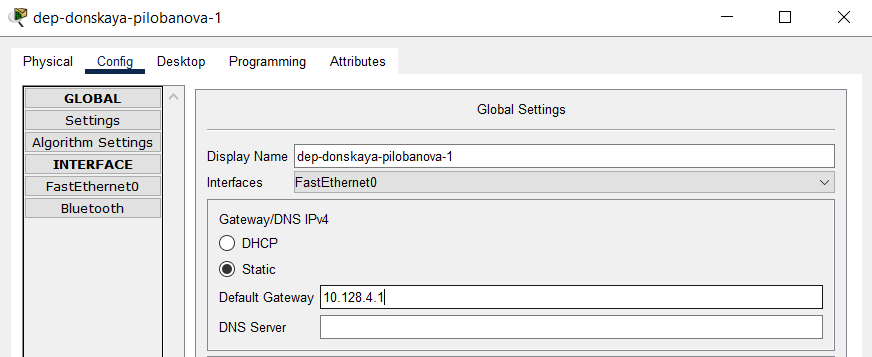 dep-donskaya-pilobanova-1
Physical Config Desktop Programming Attributes
GLOBAL
Settings
Algorithm Settings
INTERFACE
FastEthernet0
Bluetooth
Global Settings
Display Name dep-donskaya-pilobanova-1
Interfaces FastEthernet0
Gateway/DNS IPv4
DHCP
Static
Default Gateway 10.128.4.1
DNS Server